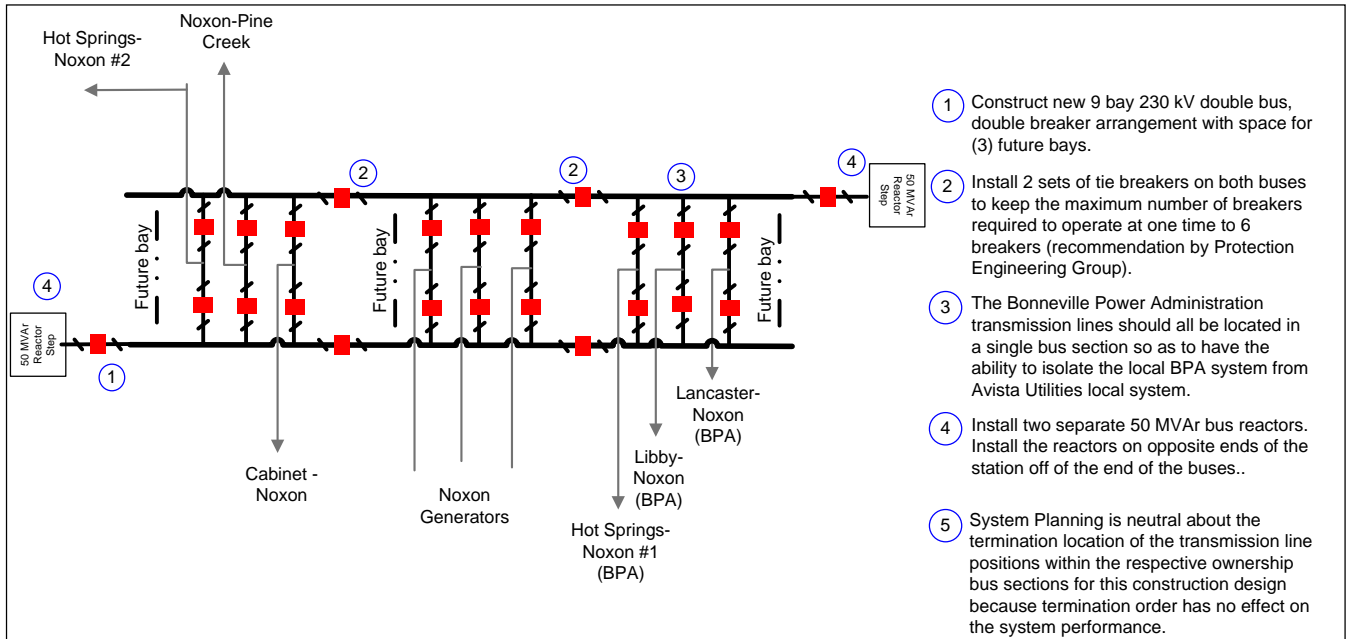 Hot Springs-
Noxon #2
Noxon-Pine
Creek
2
2
3
4
50 MVAr
Reactor
Step
Future bay
Future bay
Future bay
4
50 MVAr
Reactor
Step
1
Cabinet -
Noxon
Noxon
Generators
Hot Springs-
Noxon #1
(BPA)
Libby-
Noxon
(BPA)
Lancaster-
Noxon
(BPA)
1 Construct new 9 bay 230 kV double bus,
double breaker arrangement with space for
(3) future bays.
2 Install 2 sets of tie breakers on both buses
to keep the maximum number of breakers
required to operate at one time to 6
breakers (recommendation by Protection
Engineering Group).
3 The Bonneville Power Administration
transmission lines should all be located in
a single bus section so as to have the
ability to isolate the local BPA system from
Avista Utilities local system.
4 Install two separate 50 MVAr bus reactors.
Install the reactors on opposite ends of the
station off of the end of the buses..
5 System Planning is neutral about the
termination location of the transmission line
positions within the respective ownership
bus sections for this construction design
because termination order has no effect on
the system performance.